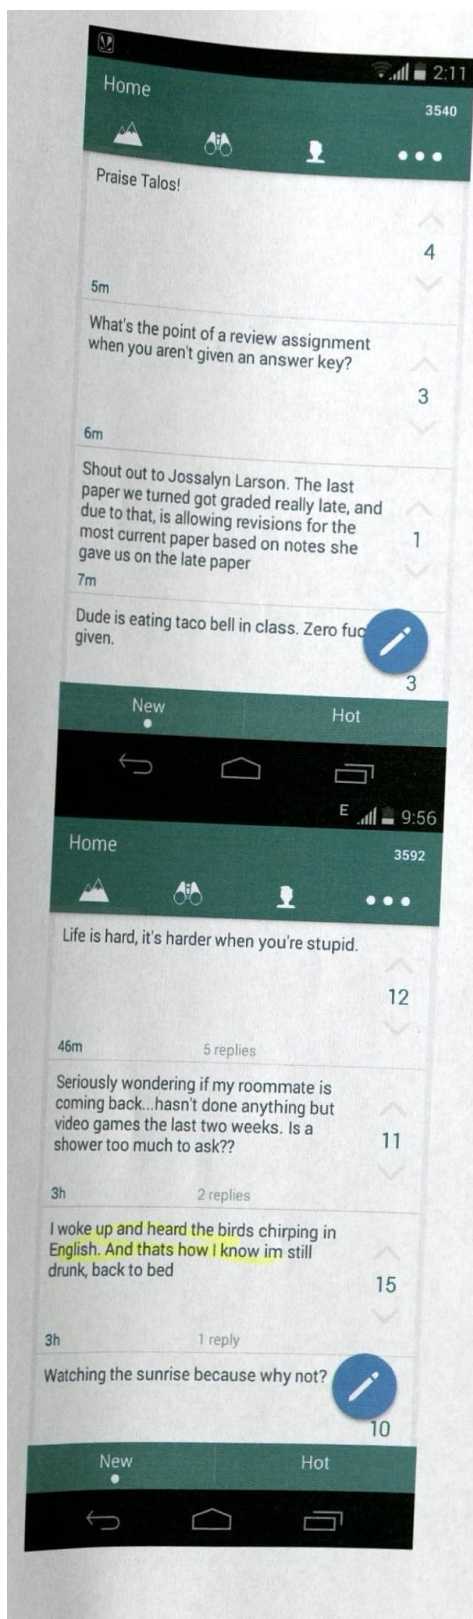 2:11
Home
3540
Praise Talos!
4
5m
What's the point of a review assignment
when you aren't given an answer key?
3
6m
Shout out to Jossalyn Larson. The last
paper we turned got graded really late, and
due to that, is allowing revisions for the
most current paper based on notes she
gave us on the late paper
1
7m
Dude is eating taco bell in class. Zero fuc
given.
3
New
Hot
E 9:56
Home
3592
Life is hard, it's harder when you're stupid.
12
46m 5 replies
Seriously wondering if my roommate is
coming back...hasn't done anything but
video games the last two weeks. Is a
shower too much to ask??
11
3h 2 replies
I woke up and heard the birds chirping in
English. And thats how I know im still
drunk, back to bed
15
3h 1 reply
Watching the sunrise because why not?
10
New
Hot